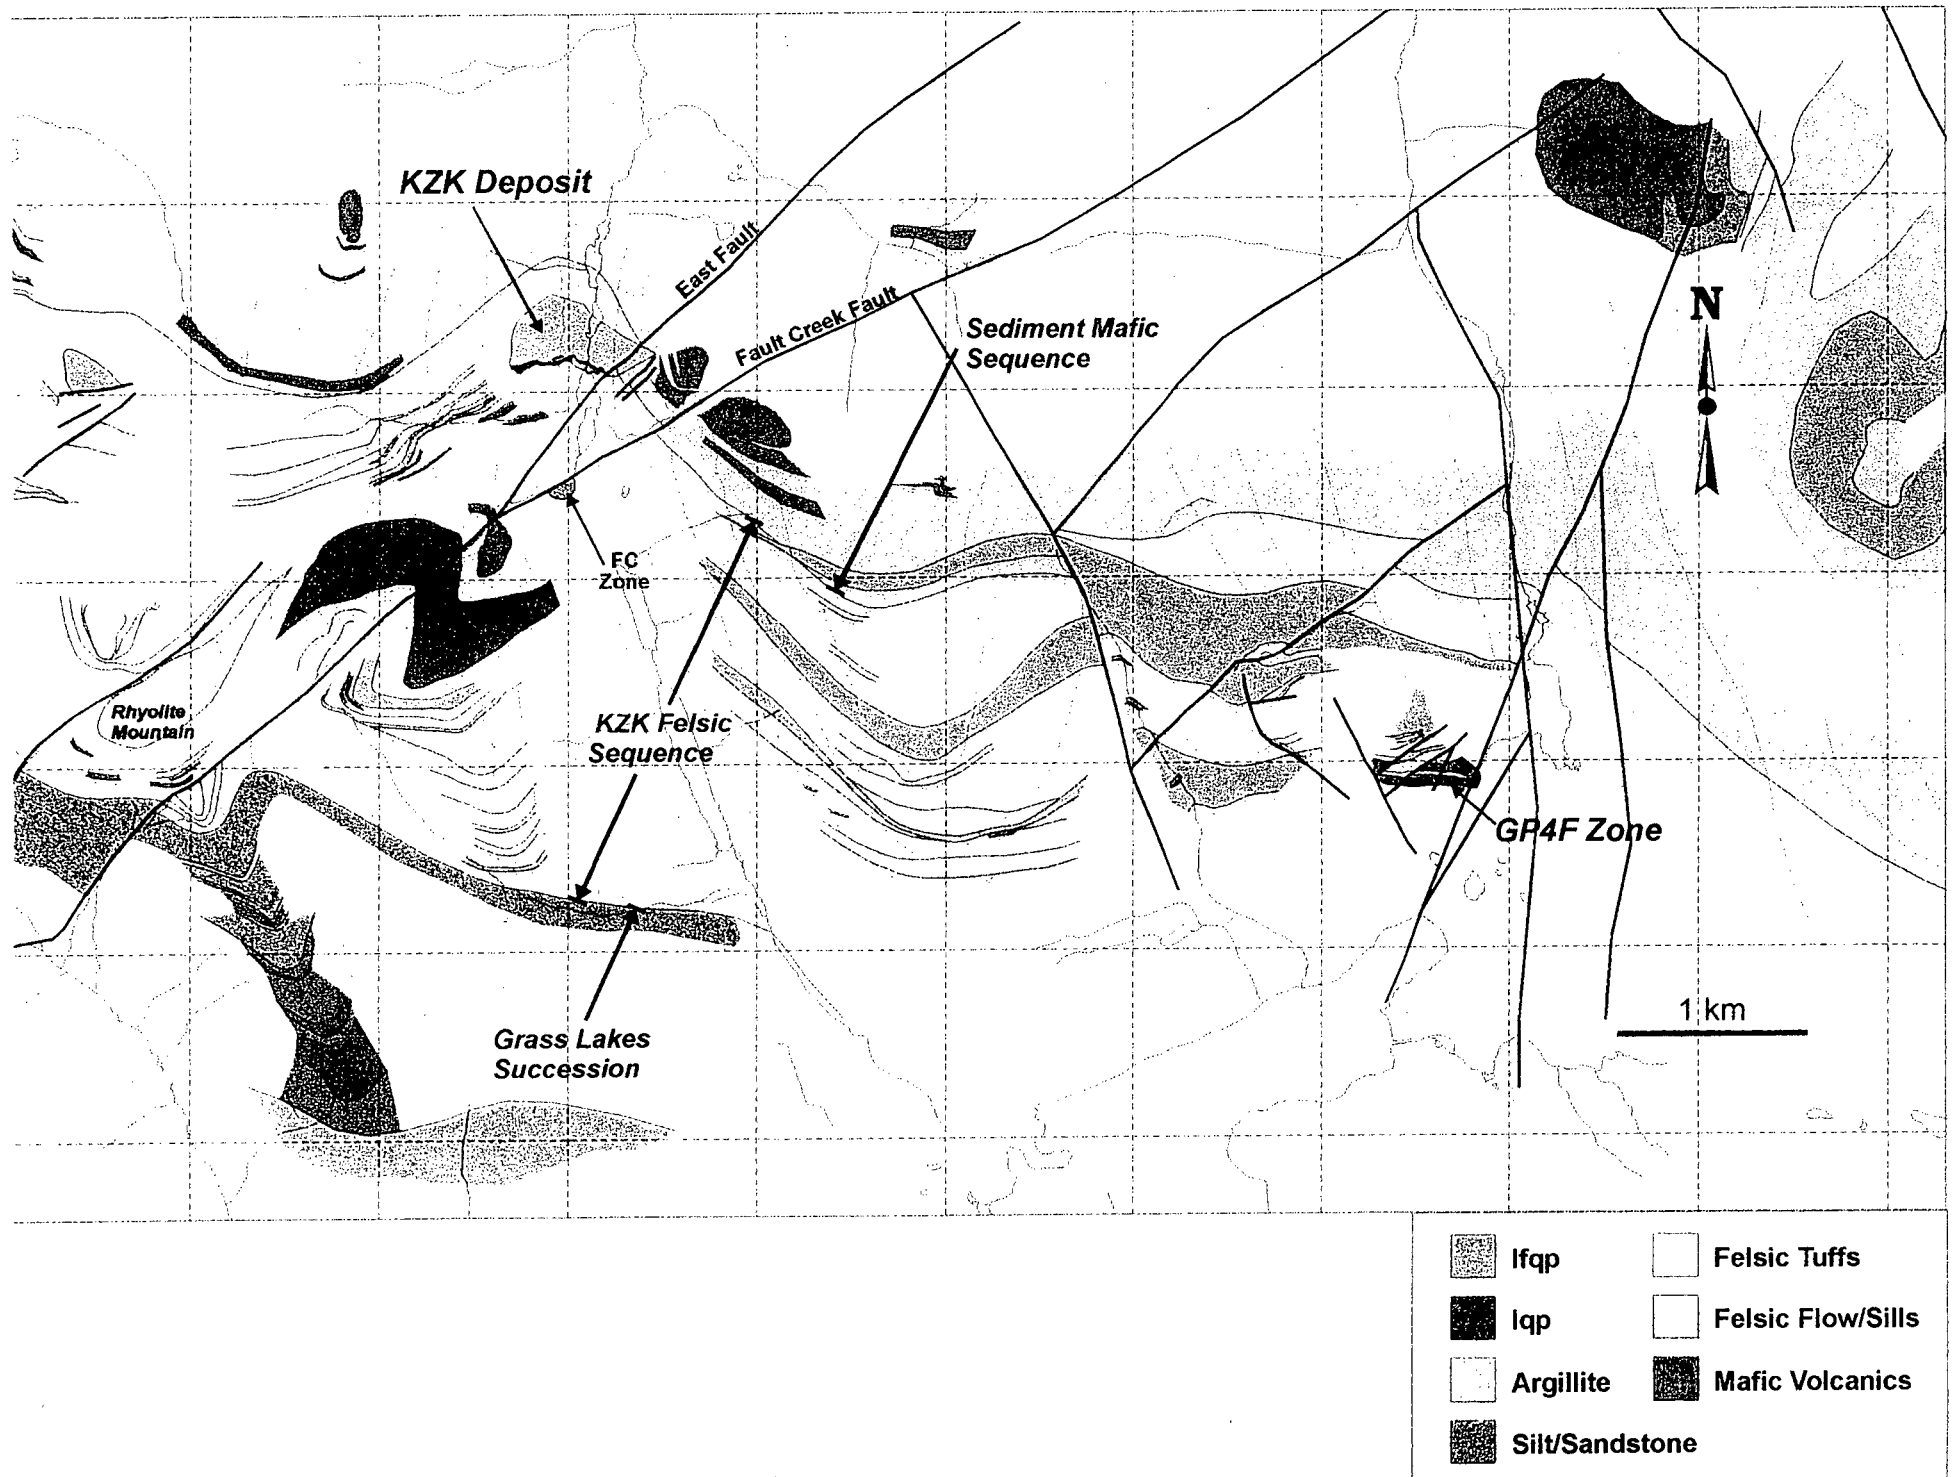 KZK Deposit
East Fault
Fault Creek Fault
N
Sediment Mafic
Sequence
FC
Zone
Rhyolite
Mountain
KZK Felsic
Sequence
GP4F Zone
1 km
Grass Lakes
Succession
lfqp
lqp
Argillite
Silt/Sandstone
Felsic Tuffs
Felsic Flow/Sills
Mafic Volcanics